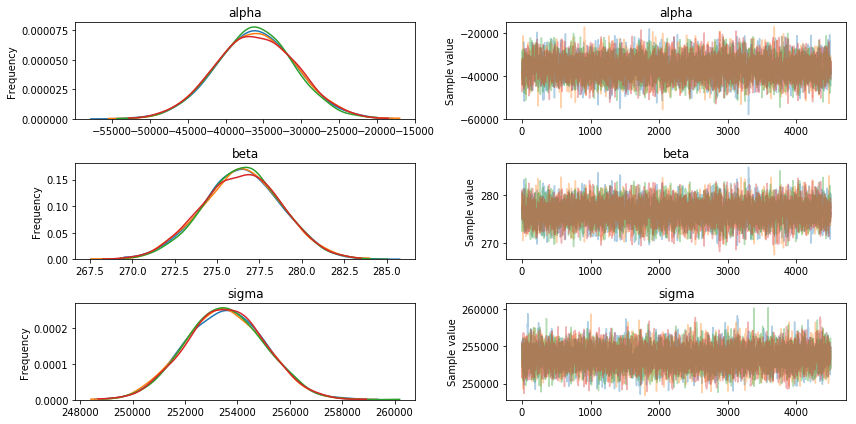 alpha
Frequency
0.000075
0.000050
0.000025
0.000000
−55000 −50000 −45000 −40000 −35000 −30000 −25000 −20000 −15000
alpha
Sample value
−20000
−40000
−60000
0 1000 2000 3000 4000
beta
Frequency
0.15
0.10
0.05
0.00
267.5 270.0 272.5 275.0 277.5 280.0 282.5 285.0
beta
Sample value
280
270
0 1000 2000 3000 4000
sigma
Frequency
0.0002
0.0001
0.0000
248000 250000 252000 254000 256000 258000 260000
sigma
Sample value
260000
255000
250000
0 1000 2000 3000 4000